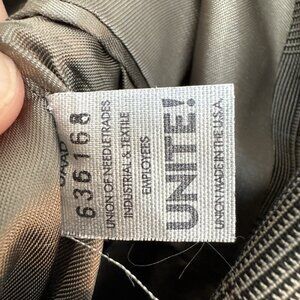 636168
UNION OF NEEDLETRADES
INDUSTRIAL & TEXTILE
EMPLOYEES
UNITE!
UNION MADE IN THE U.S.A.